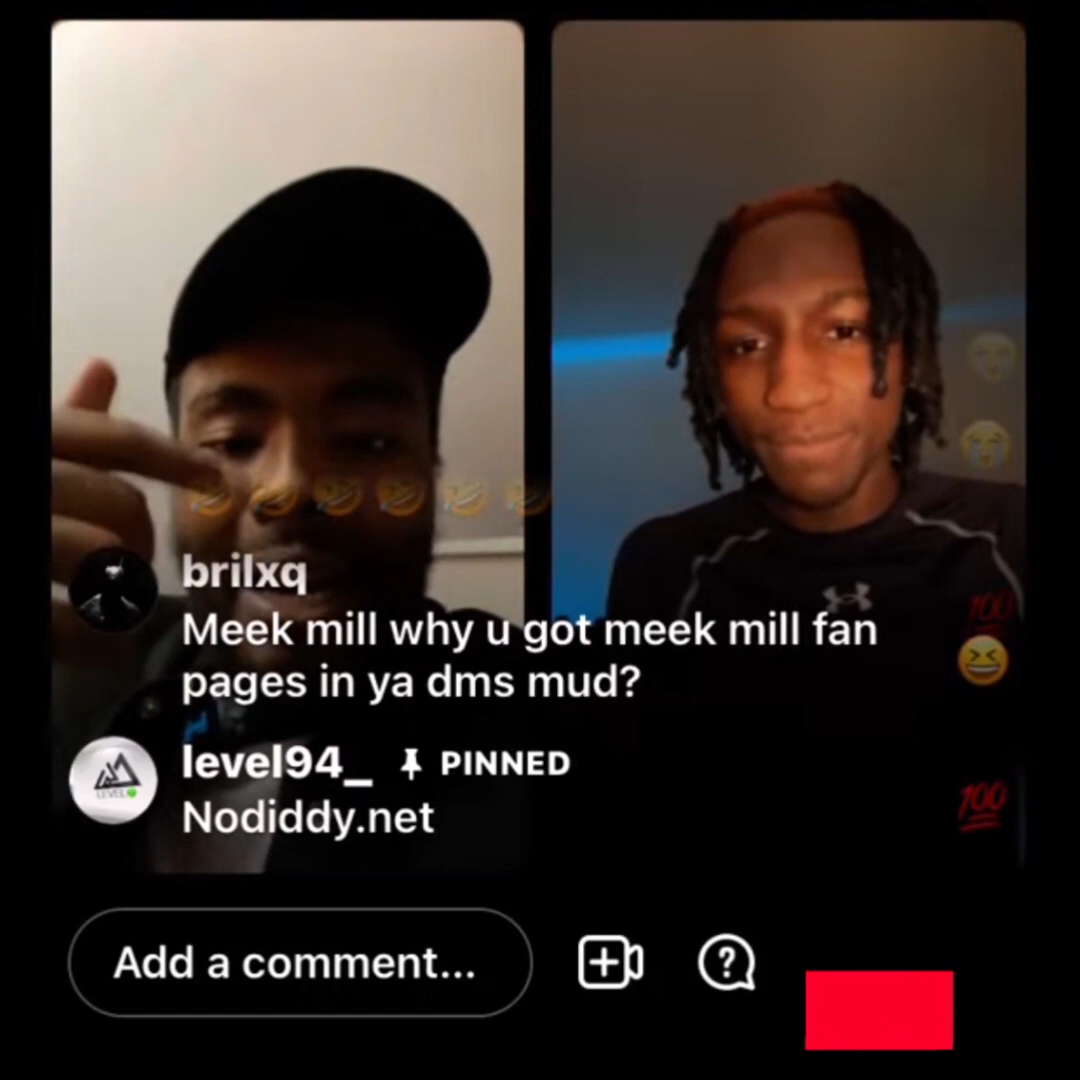 brilxq
Meek mill why u got meek mill fan
pages in ya dms mud?
level94_ PINNED
LEVEL
Nodiddy.net
Add a comment...